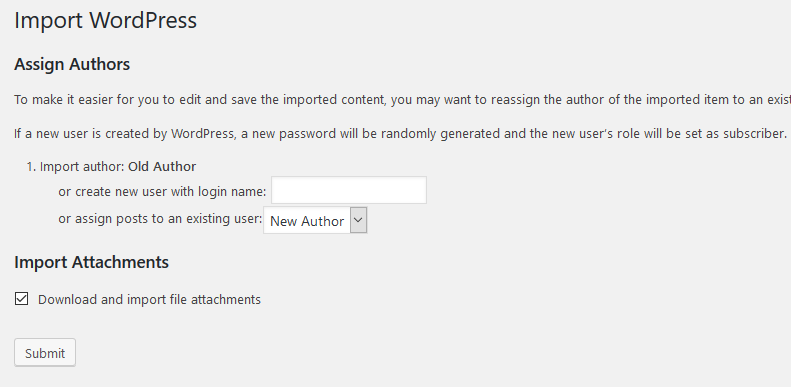 Import WordPress
Assign Authors
To make it easier for you to edit and save the imported content, you may want to reassign the author of the imported item to an exist
If a new user is created by WordPress, a new password will be randomly generated and the new user's role will be set as subscriber.
1. Import author: Old Author
or create new user with login name:
or assign posts to an existing user: New Author
Import Attachments
Download and import file attachments
Submit